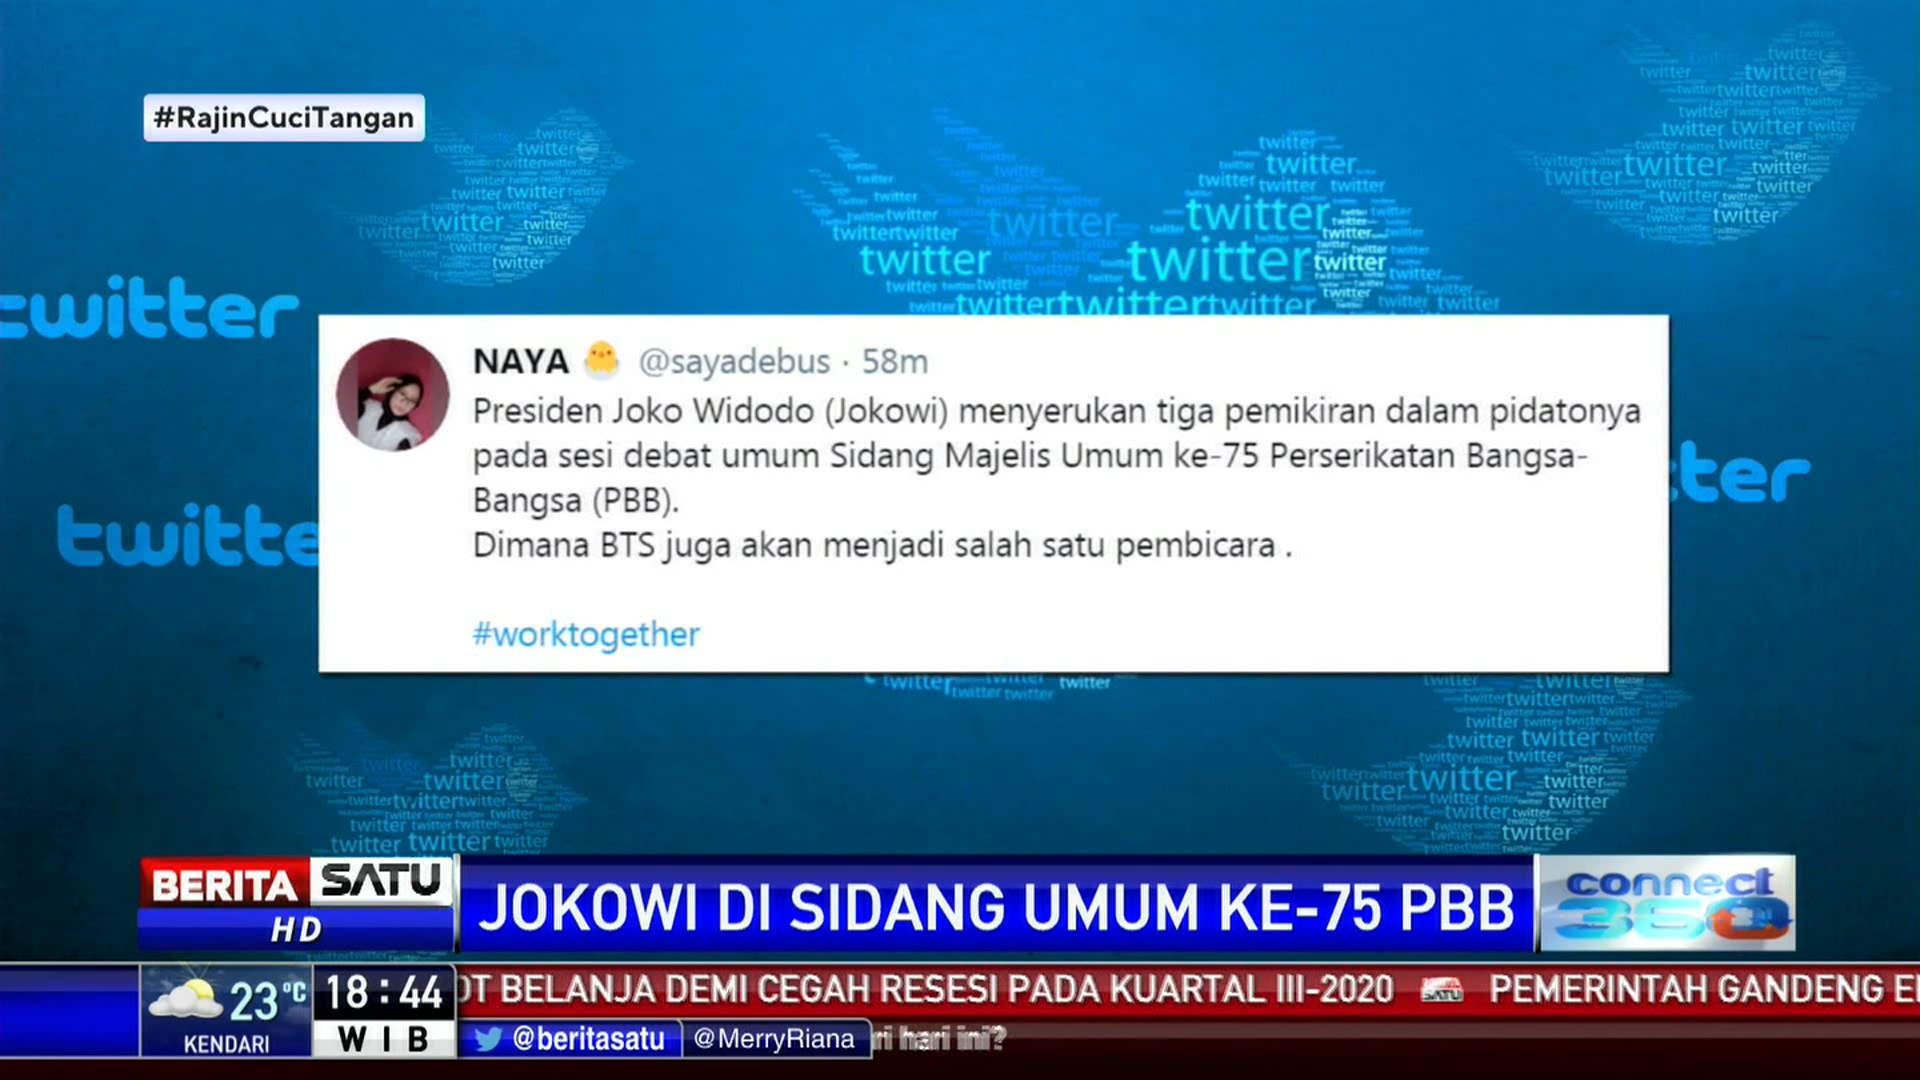 #RajinCuciTangan
NAYA @sayadebus · 58m
Presiden Joko Widodo (Jokowi) menyerukan tiga pemikiran dalam pidatonya
pada sesi debat umum Sidang Majelis Umum ke-75 Perserikatan Bangsa-
Bangsa (PBB).
Dimana BTS juga akan menjadi salah satu pembicara .
#worktogether
twitter
BERITA SATU
HD
JOKOWI DI SIDANG UMUM KE-75 PBB
connect
360
23°C
KENDARI
18:44
WIB
BELANJA DEMI CEGAH RESESI PADA KUARTAL III-2020 BERITA SATU PEMERINTAH GANDENG
@beritasatu @MerryRiana hari ini?